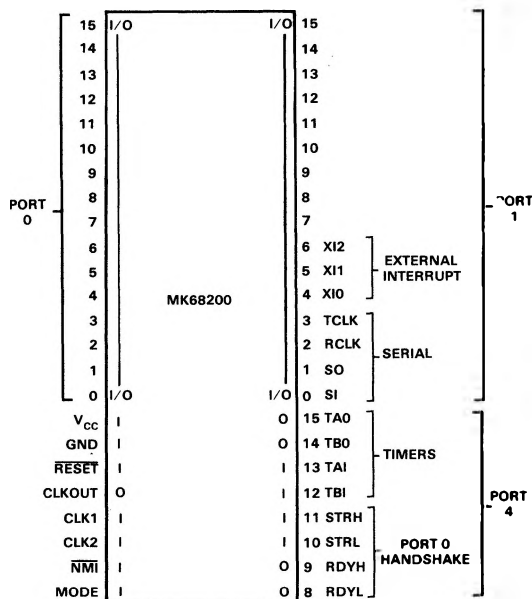 15 I/O I/O 15
14 14
13 13
12 12
11 11
10 10
9 9
8 8
PORT 0
PORT 1
7 7
6 6 XI2
5 5 XI1
EXTERNAL INTERRUPT
4 4 XI0
MK68200
3 3 TCLK
2 2 RCLK
SERIAL
1 1 SO
0 I/O I/O 0 SI
VCC I O 15 TA0
GND I O 14 TB0
TIMERS
RESET I I 13 TAI
CLKOUT O I 12 TBI
PORT 4
CLK1 I I 11 STRH
CLK2 I I 10 STRL
PORT 0 HANDSHAKE
NMI I O 9 RDYH
MODE I O 8 RDYL